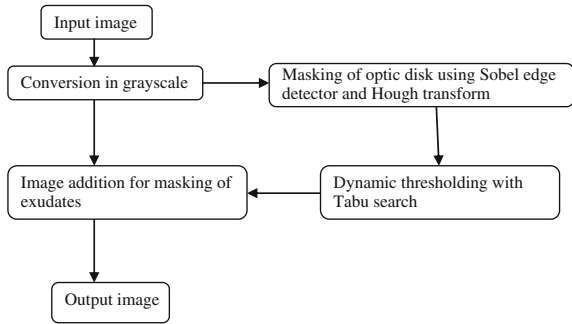 Input image
Conversion in grayscale
Masking of optic disk using Sobel edge
detector and Hough transform
Image addition for masking of
exudates
Dynamic thresholding with
Tabu search
Output image